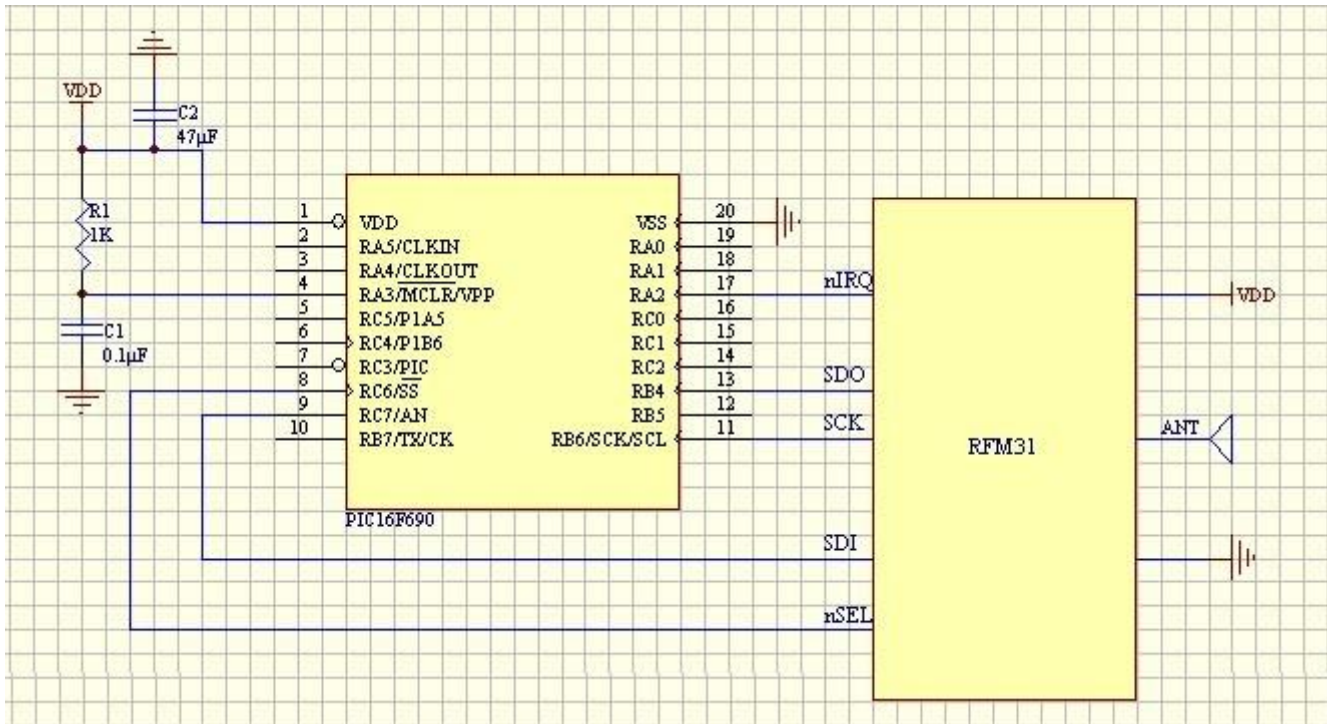 VDD
C2
47μF
R1
1K
C1
0.1μF
1
VDD
2
RA5/CLKIN
3
RA4/CLKOUT
4
RA3/MCLR/VPP
5
RC5/P1A5
6
RC4/P1B6
7
RC3/PIC
8
RC6/SS
9
RC7/AN
10
RB7/TX/CK
VSS
20
RA0
19
RA1
18
RA2
17
RC0
16
RC1
15
RC2
14
RB4
13
RB5
12
RB6/SCK/SCL
11
PIC16F690
nIRQ
SDO
SCK
SDI
nSEL
RFM31
VDD
ANT